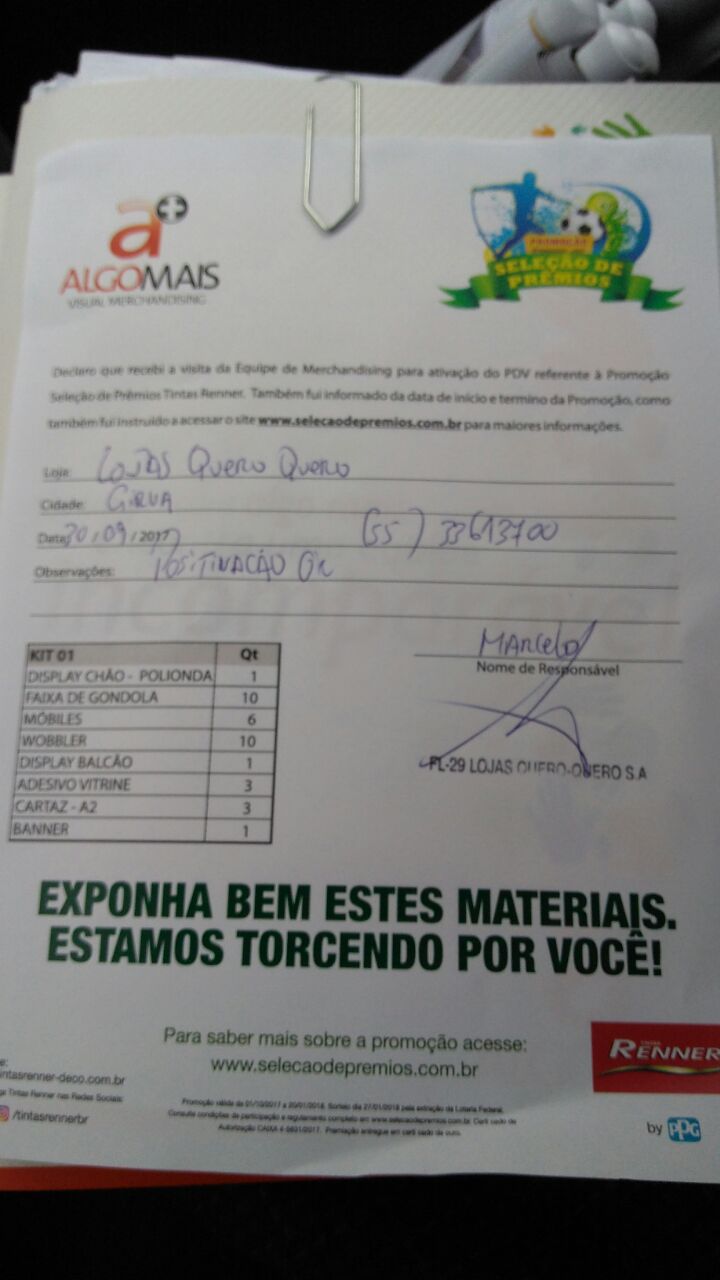 a+
ALGOMAIS
VISUAL MERCHANDISING
PROMOÇÃO
SELEÇÃO DE
PRÊMIOS
Declaro que recebi a visita da Equipe de Merchandising para ativação do PDV referente à Promoção
Seleção de Prêmios Tintas Renner. Também fui informado da data de início e termino da Promoção, como
também fui instruído a acessar o site www.selecaodepremios.com.br para maiores informações.
Loja: LOJAS QUERO QUERO
Cidade: GIRUA
Data: 30/09/2017 (55) 33613700
Observações: POSITIVAÇÃO OK
MARCELO
Nome de Responsável
FL-29 LOJAS QUERO-QUERO S.A
KIT 01 Qt
DISPLAY CHÃO - POLIONDA 1
FAIXA DE GONDOLA 10
MÓBILES 6
WOBBLER 10
DISPLAY BALCÃO 1
ADESIVO VITRINE 3
CARTAZ - A2 3
BANNER 1
EXPONHA BEM ESTES MATERIAIS.
ESTAMOS TORCENDO POR VOCÊ!
Para saber mais sobre a promoção acesse:
www.selecaodepremios.com.br
e:
intasrenner-deco.com.br
Tintas Renner nas Redes Sociais:
/tintasrennerbr
Promoção válida de 01/10/2017 a 20/01/2018. Sorteio dia 27/01/2018 pela extração da Loteria Federal.
Consulte condições de participação e regulamento completo em www.selecaodepremios.com.br. Certificado de
Autorização CAIXA Premiação entregue em cert. de ouro.
RENNER
by PPG